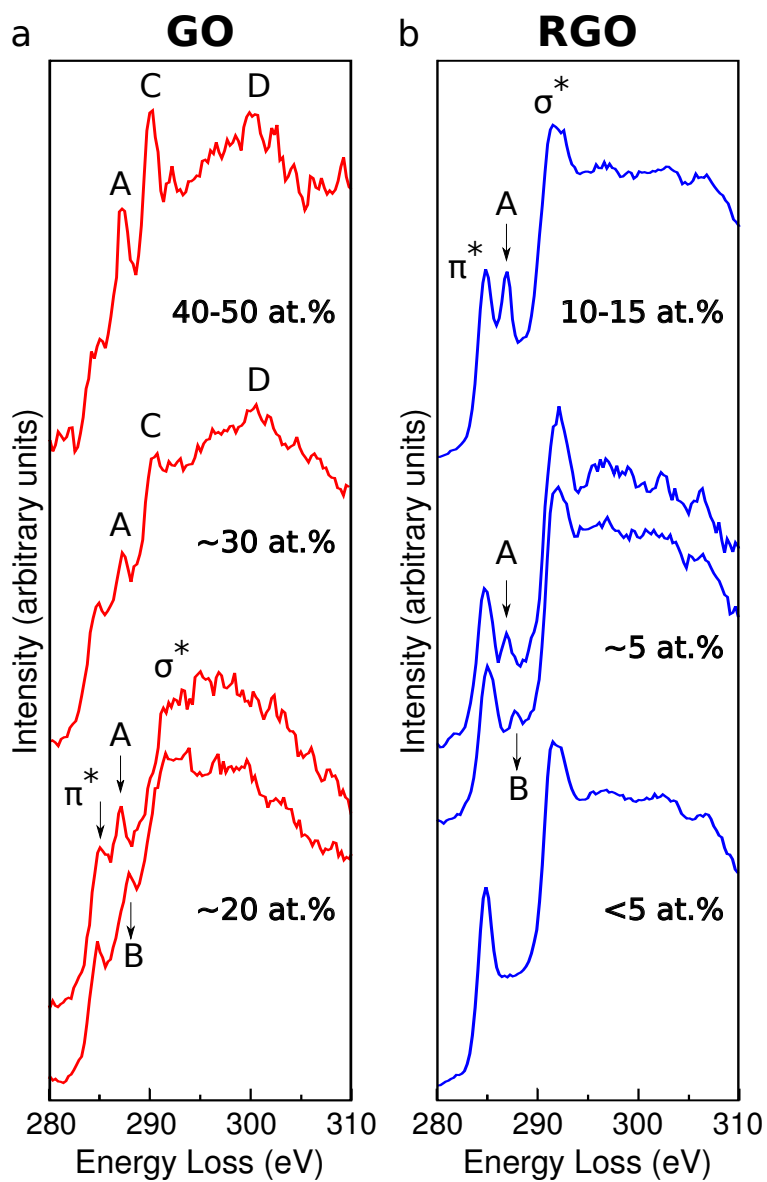 a GO
C
D
A
40-50 at.%
D
C
A
~30 at.%
σ*
A
π*
~20 at.%
B
280 290 300 310
Energy Loss (eV)
Intensity (arbitrary units)
b RGO
σ*
A
π*
10-15 at.%
A
~5 at.%
B
<5 at.%
280 290 300 310
Energy Loss (eV)
Intensity (arbitrary units)